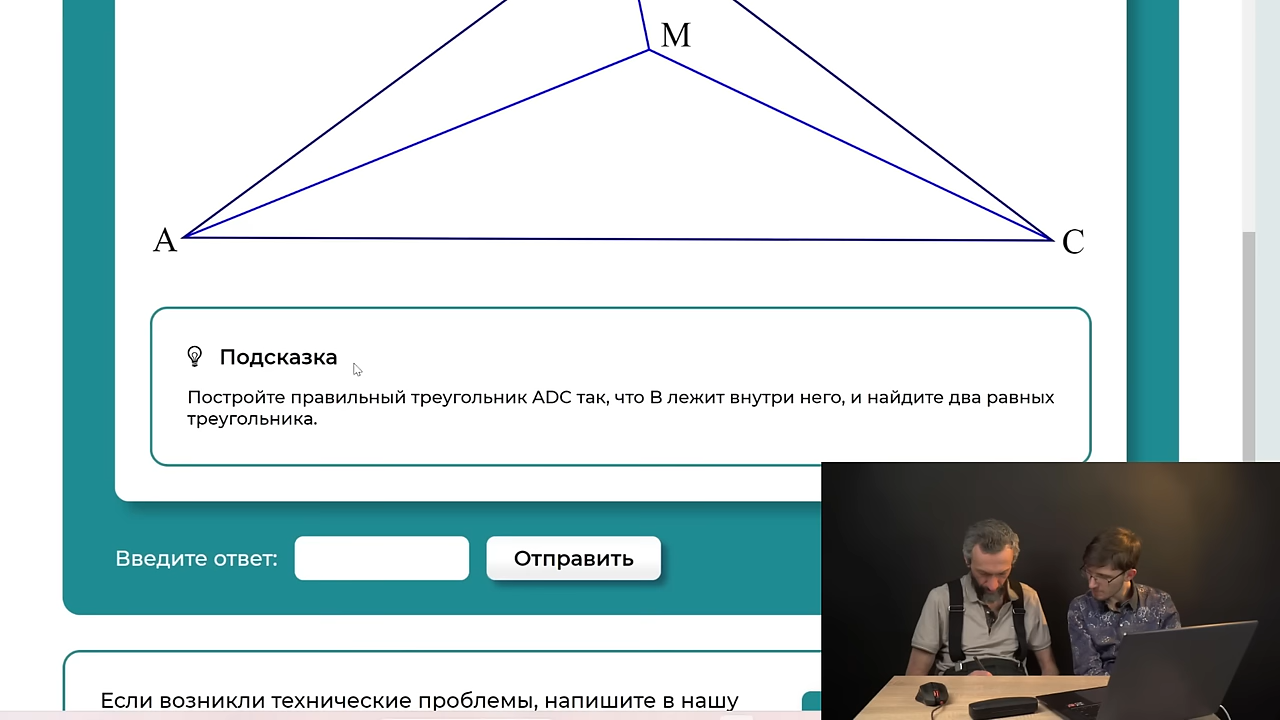 M
A
C
Подсказка
Постройте правильный треугольник ADC так, что B лежит внутри него, и найдите два равных
треугольника.
Введите ответ:
Отправить
Если возникли технические проблемы, напишите в нашу